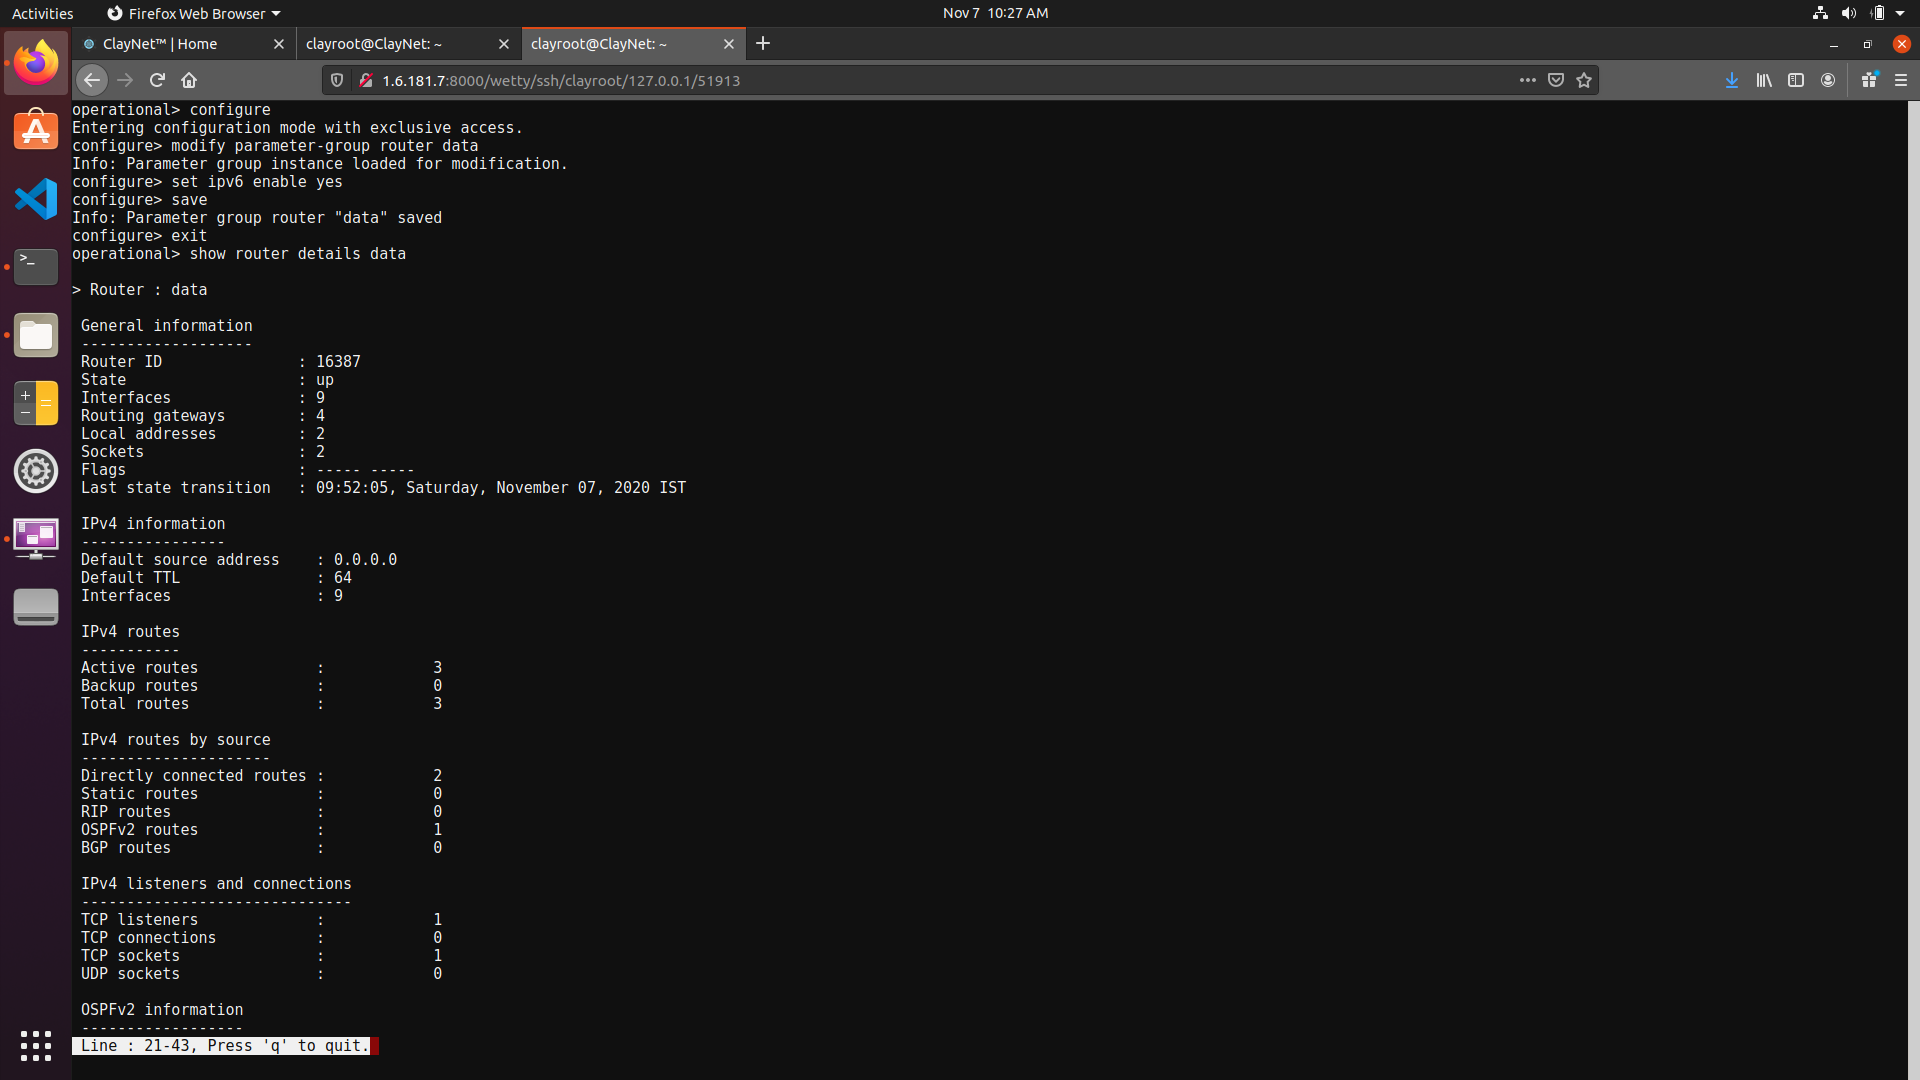 Activities Firefox Web Browser Nov 7 10:27 AM
ClayNet™ | Home clayroot@ClayNet: ~ clayroot@ClayNet: ~
1.6.181.7:8000/wetty/ssh/clayroot/127.0.0.1/51913
operational> configure
Entering configuration mode with exclusive access.
configure> modify parameter-group router data
Info: Parameter group instance loaded for modification.
configure> set ipv6 enable yes
configure> save
Info: Parameter group router "data" saved
configure> exit
operational> show router details data
> Router : data
General information
-------------------
Router ID : 16387
State : up
Interfaces : 9
Routing gateways : 4
Local addresses : 2
Sockets : 2
Flags : ----- -----
Last state transition : 09:52:05, Saturday, November 07, 2020 IST
IPv4 information
----------------
Default source address : 0.0.0.0
Default TTL : 64
Interfaces : 9
IPv4 routes
-----------
Active routes : 3
Backup routes : 0
Total routes : 3
IPv4 routes by source
---------------------
Directly connected routes : 2
Static routes : 0
RIP routes : 0
OSPFv2 routes : 1
BGP routes : 0
IPv4 listeners and connections
------------------------------
TCP listeners : 1
TCP connections : 0
TCP sockets : 1
UDP sockets : 0
OSPFv2 information
------------------
Line : 21-43, Press 'q' to quit.